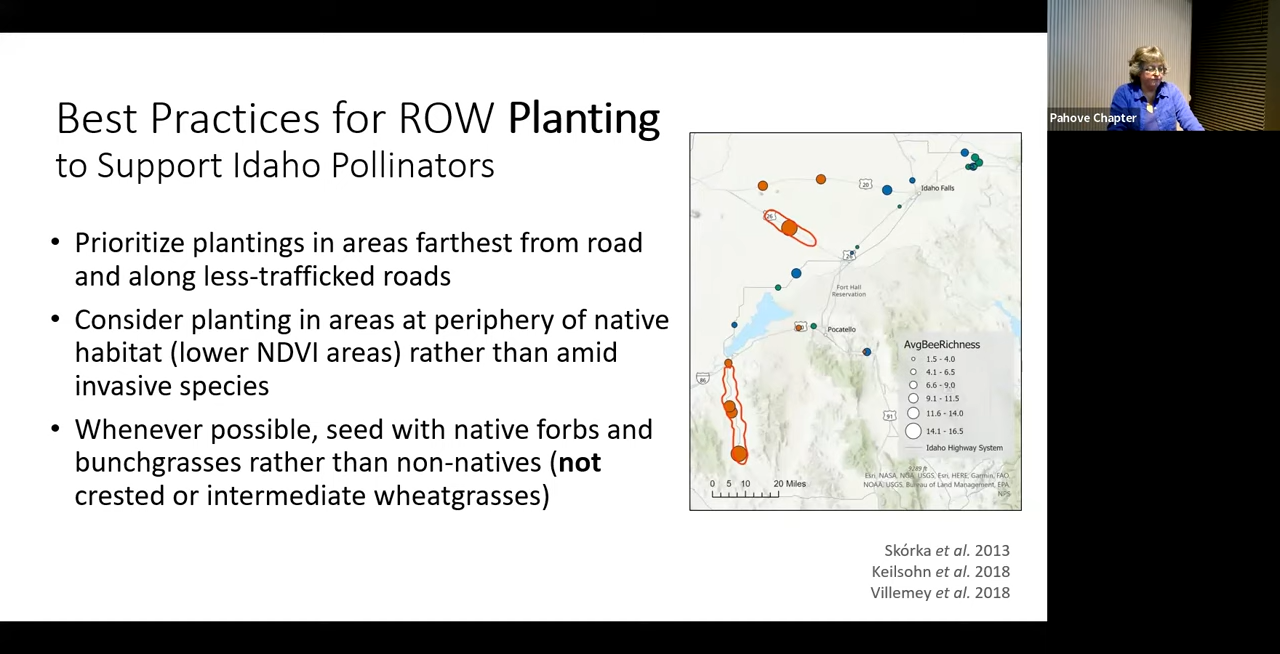 Best Practices for ROW Planting
to Support Idaho Pollinators
• Prioritize plantings in areas farthest from road
and along less-trafficked roads
• Consider planting in areas at periphery of native
habitat (lower NDVI areas) rather than amid
invasive species
• Whenever possible, seed with native forbs and
bunchgrasses rather than non-natives (not
crested or intermediate wheatgrasses)
20
Idaho Falls
26
Fort Hall
Reservation
Pocatello
86
91
AvgBeeRichness
1.5 - 4.0
4.1 - 6.5
6.6 - 9.0
9.1 - 11.5
11.6 - 14.0
14.1 - 16.5
Idaho Highway System
9289 ft
Esri, NASA, NGA, USGS, Esri, HERE, Garmin, FAO,
NOAA, USGS, Bureau of Land Management, EPA,
NPS
0 5 10 20 Miles
Skórka et al. 2013
Keilsohn et al. 2018
Villemey et al. 2018
Pahove Chapter